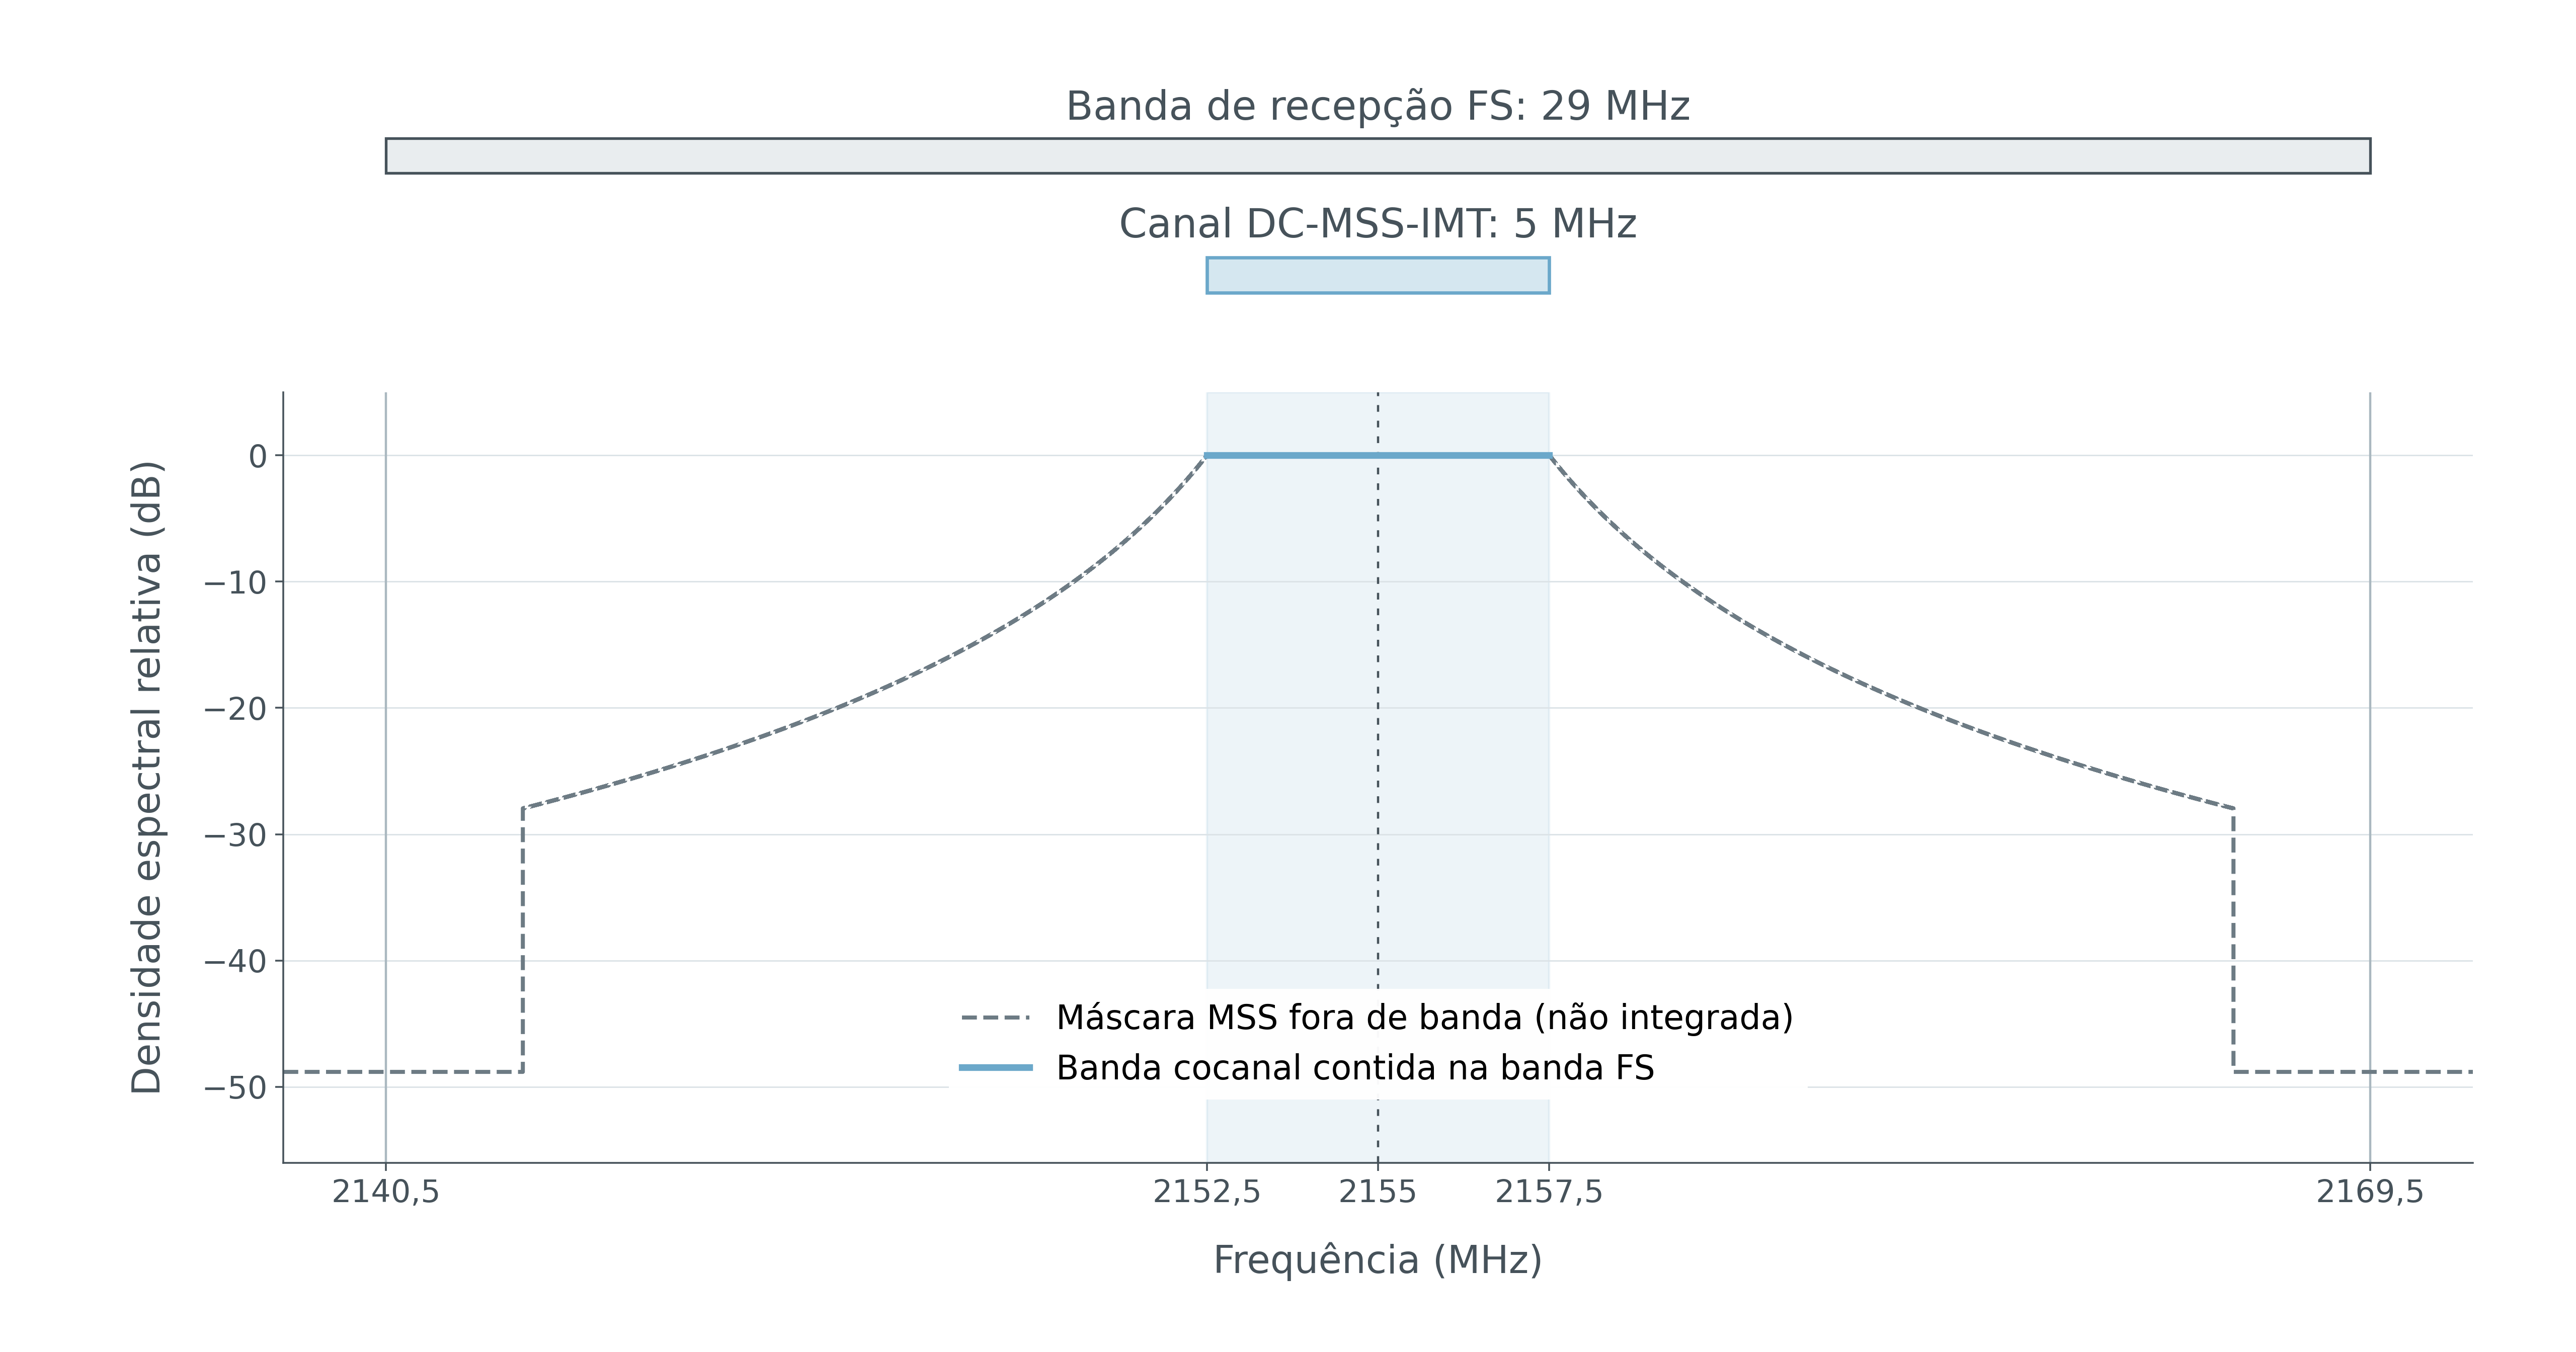 Banda de recepção FS: 29 MHz
Canal DC-MSS-IMT: 5 MHz
Densidade espectral relativa (dB)
0
−10
−20
−30
−40
−50
Máscara MSS fora de banda (não integrada)
Banda cocanal contida na banda FS
2140,5 2152,5 2155 2157,5 2169,5
Frequência (MHz)